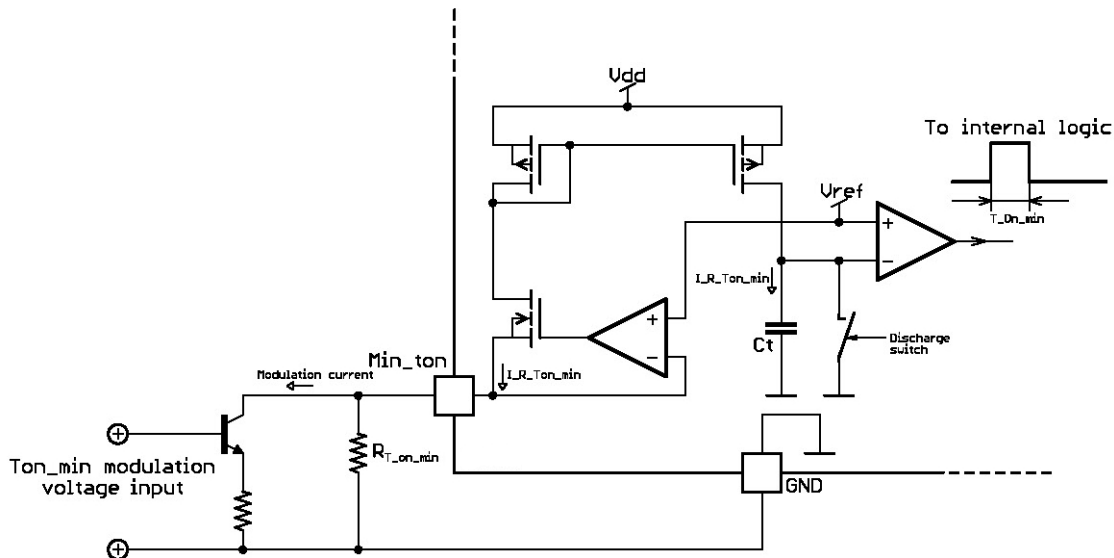 Vdd
To internal logic
Vref
T_On_min
+
−
I_R_Ton_min
+
−
Ct
Discharge
switch
Min_ton
I_R_Ton_min
Modulation current
Ton_min modulation
voltage input
RT_on_min
GND